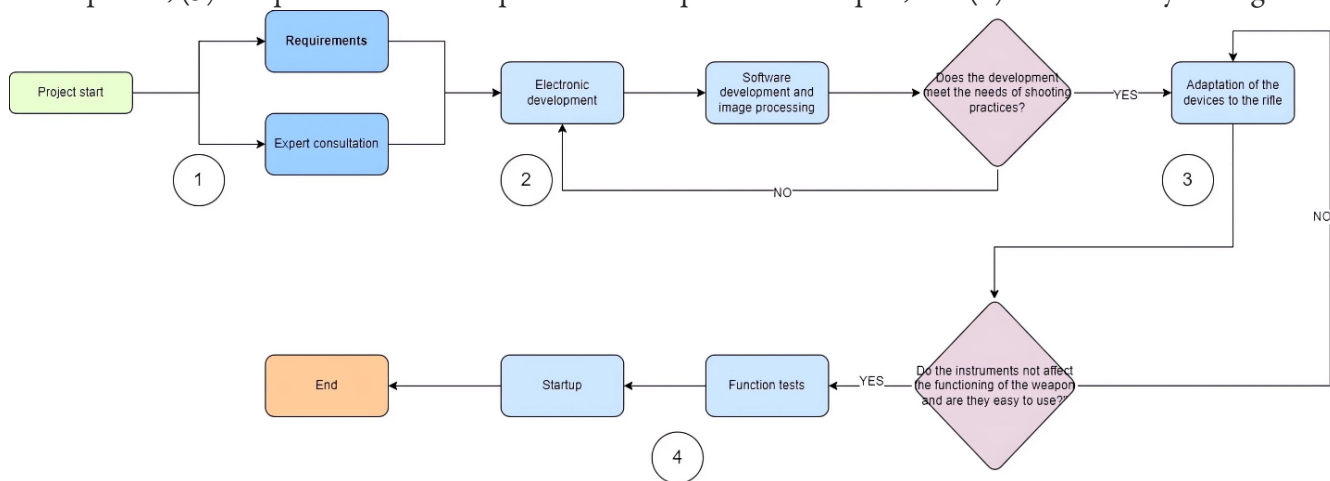 (3)
(4)
Project start
Requirements
Expert consultation
1
Electronic
development
2
Software
development and
image processing
Does the development
meet the needs of shooting
practices?
YES
NO
Adaptation of the
devices to the rifle
3
NO
Do the instruments not affect
the functioning of the weapon
and are they easy to use?"
YES
Function tests
Startup
End
4